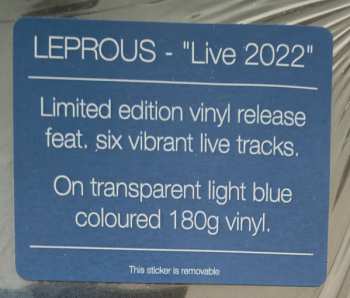 LEPROUS - "Live 2022"
Limited edition vinyl release
feat. six vibrant live tracks.
On transparent light blue
coloured 180g vinyl.
This sticker is removable